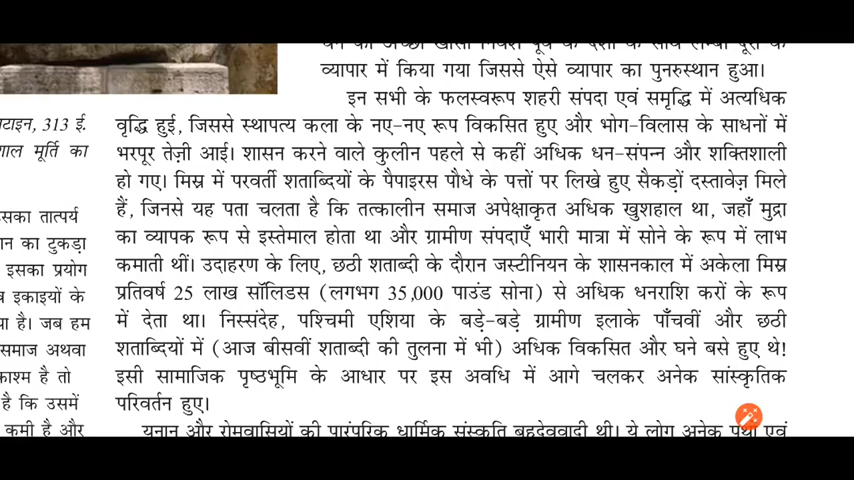 व्यापार में किया गया जिससे ऐसे व्यापार का पुनरुस्थान हुआ।
इन सभी के फलस्वरूप शहरी संपदा एवं समृद्धि में अत्यधिक
वृद्धि हुई, जिससे स्थापत्य कला के नए-नए रूप विकसित हुए और भोग-विलास के साधनों में
भरपूर तेज़ी आई। शासन करने वाले कुलीन पहले से कहीं अधिक धन-संपन्न और शक्तिशाली
हो गए। मिस्र में परवर्ती शताब्दियों के पैपाइरस पौधे के पत्तों पर लिखे हुए सैकड़ों दस्तावेज़ मिले
हैं, जिनसे यह पता चलता है कि तत्कालीन समाज अपेक्षाकृत अधिक खुशहाल था, जहाँ मुद्रा
का व्यापक रूप से इस्तेमाल होता था और ग्रामीण संपदाएँ भारी मात्रा में सोने के रूप में लाभ
कमाती थीं। उदाहरण के लिए, छठी शताब्दी के दौरान जस्टीनियन के शासनकाल में अकेला मिस्र
प्रतिवर्ष 25 लाख सॉलिडस (लगभग 35,000 पाउंड सोना) से अधिक धनराशि करों के रूप
में देता था। निस्संदेह, पश्चिमी एशिया के बड़े-बड़े ग्रामीण इलाके पाँचवीं और छठी
शताब्दियों में (आज बीसवीं शताब्दी की तुलना में भी) अधिक विकसित और घने बसे हुए थे!
इसी सामाजिक पृष्ठभूमि के आधार पर इस अवधि में आगे चलकर अनेक सांस्कृतिक
परिवर्तन हुए।
यूनान और रोमवासियों की पारंपरिक धार्मिक संस्कृति बहुदेववादी थी। ये लोग अनेक पंथों एवं
टाइन, 313 ई.
शाल मूर्ति का
सका तात्पर्य
ान का टुकड़ा
इसका प्रयोग
इकाइयों के
या है। जब हम
समाज अथवा
काश्म है तो
है कि उसमें
कमी है और